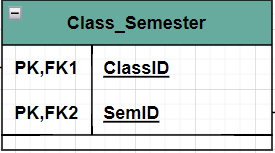 Class_Semester
PK,FK1 ClassID
PK,FK2 SemID